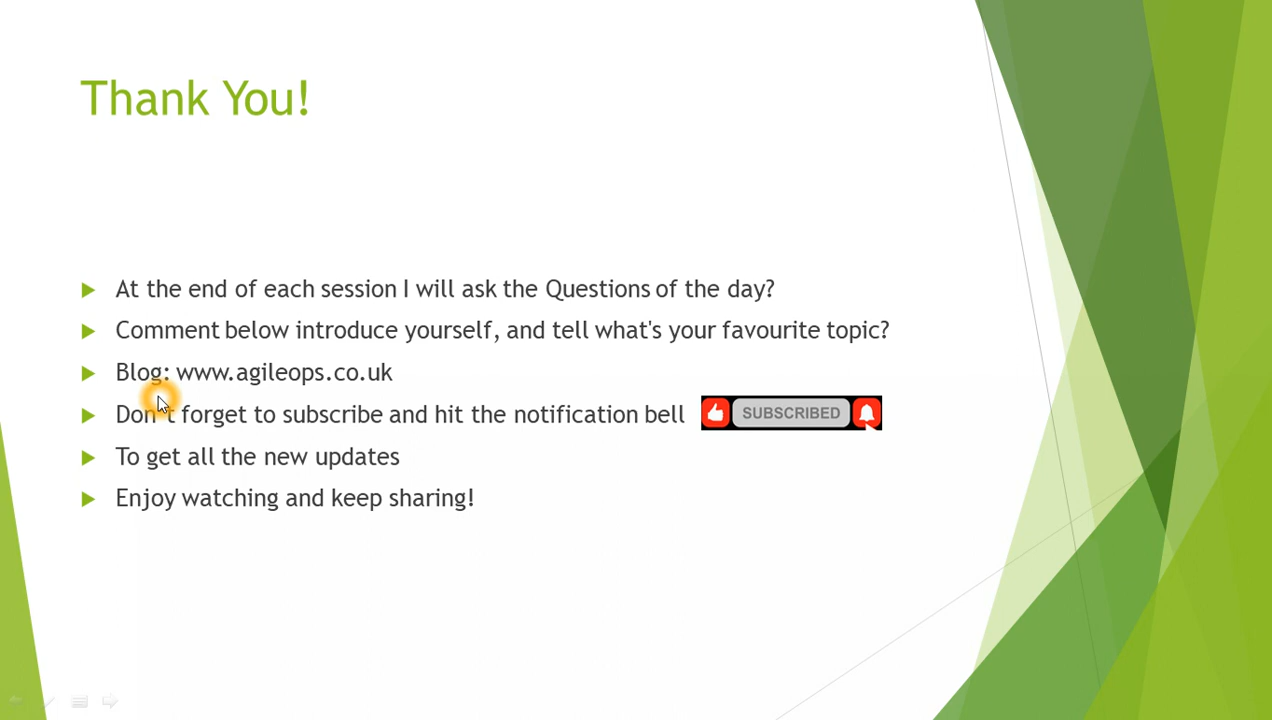 Thank You!
At the end of each session I will ask the Questions of the day?
Comment below introduce yourself, and tell what's your favourite topic?
Blog: www.agileops.co.uk
Don't forget to subscribe and hit the notification bell
SUBSCRIBED
To get all the new updates
Enjoy watching and keep sharing!